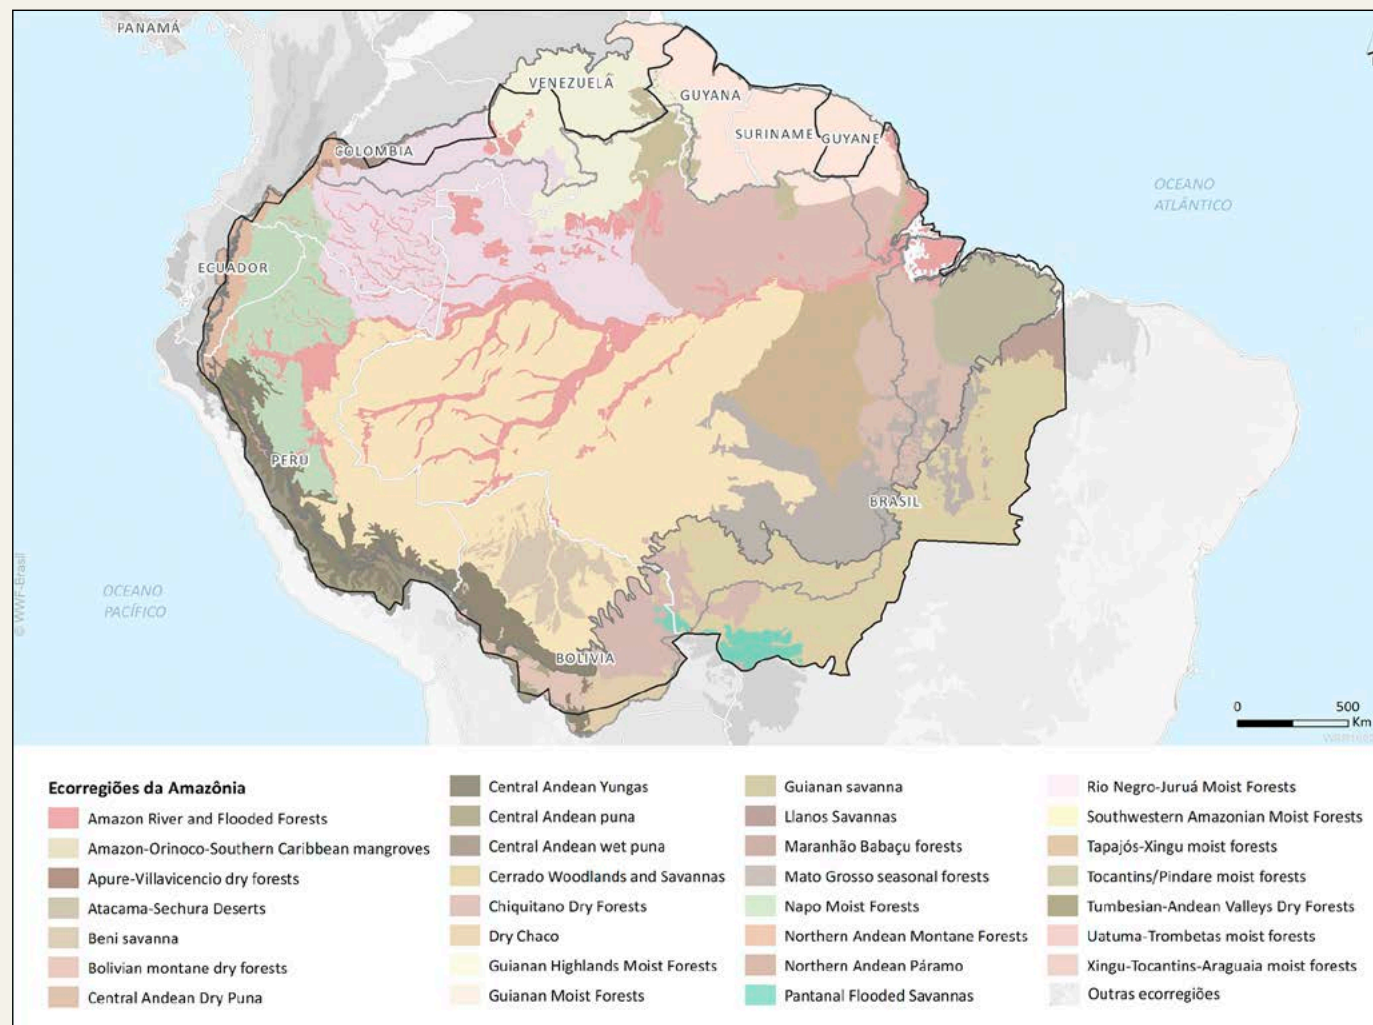 PANAMÁ
VENEZUELA
GUYANA
SURINAME
GUYANE
COLOMBIA
OCEANO
ATLÂNTICO
ECUADOR
PERÚ
BRASIL
OCEANO
PACÍFICO
BOLIVIA
© WWF-Brasil
0 500
Km
Ecorregiões da Amazônia
Amazon River and Flooded Forests
Amazon-Orinoco-Southern Caribbean mangroves
Apure-Villavicencio dry forests
Atacama-Sechura Deserts
Beni savanna
Bolivian montane dry forests
Central Andean Dry Puna
Central Andean Yungas
Central Andean puna
Central Andean wet puna
Cerrado Woodlands and Savannas
Chiquitano Dry Forests
Dry Chaco
Guianan Highlands Moist Forests
Guianan Moist Forests
Guianan savanna
Llanos Savannas
Maranhão Babaçu forests
Mato Grosso seasonal forests
Napo Moist Forests
Northern Andean Montane Forests
Northern Andean Páramo
Pantanal Flooded Savannas
Rio Negro-Juruá Moist Forests
Southwestern Amazonian Moist Forests
Tapajós-Xingu moist forests
Tocantins/Pindare moist forests
Tumbesian-Andean Valleys Dry Forests
Uatuma-Trombetas moist forests
Xingu-Tocantins-Araguaia moist forests
Outras ecorregiões